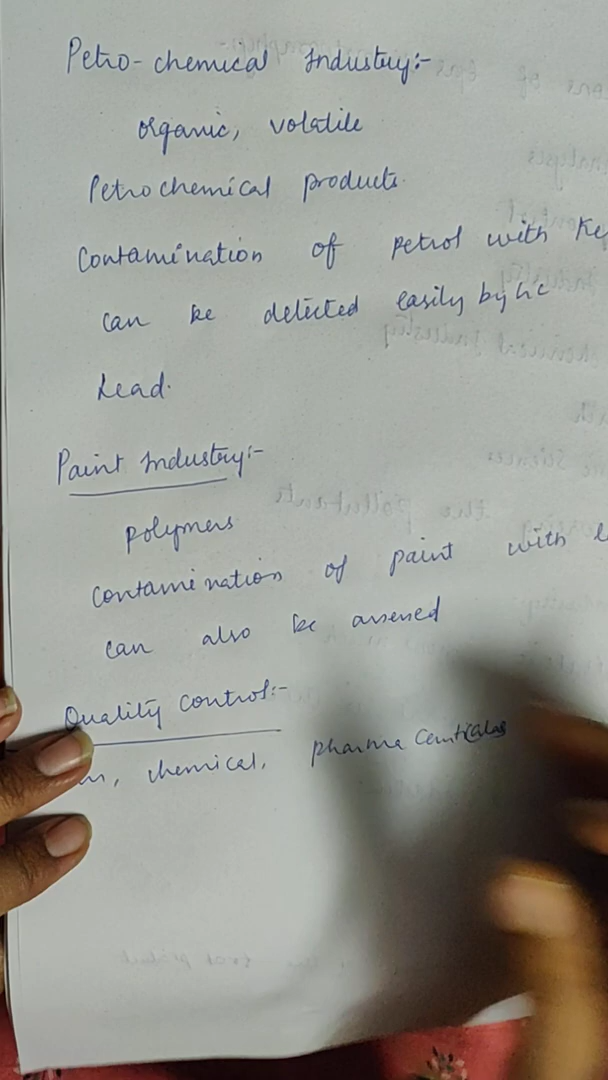 Petro-chemical Industry:-
organic, volatile
Petrochemical products.
Contamination of petrol with
can be detected easily by
Lead.
Paint Industry:-
polymers
contamination of paint with
can also be assessed
Quality control:-
chemical, pharmaceuticalas